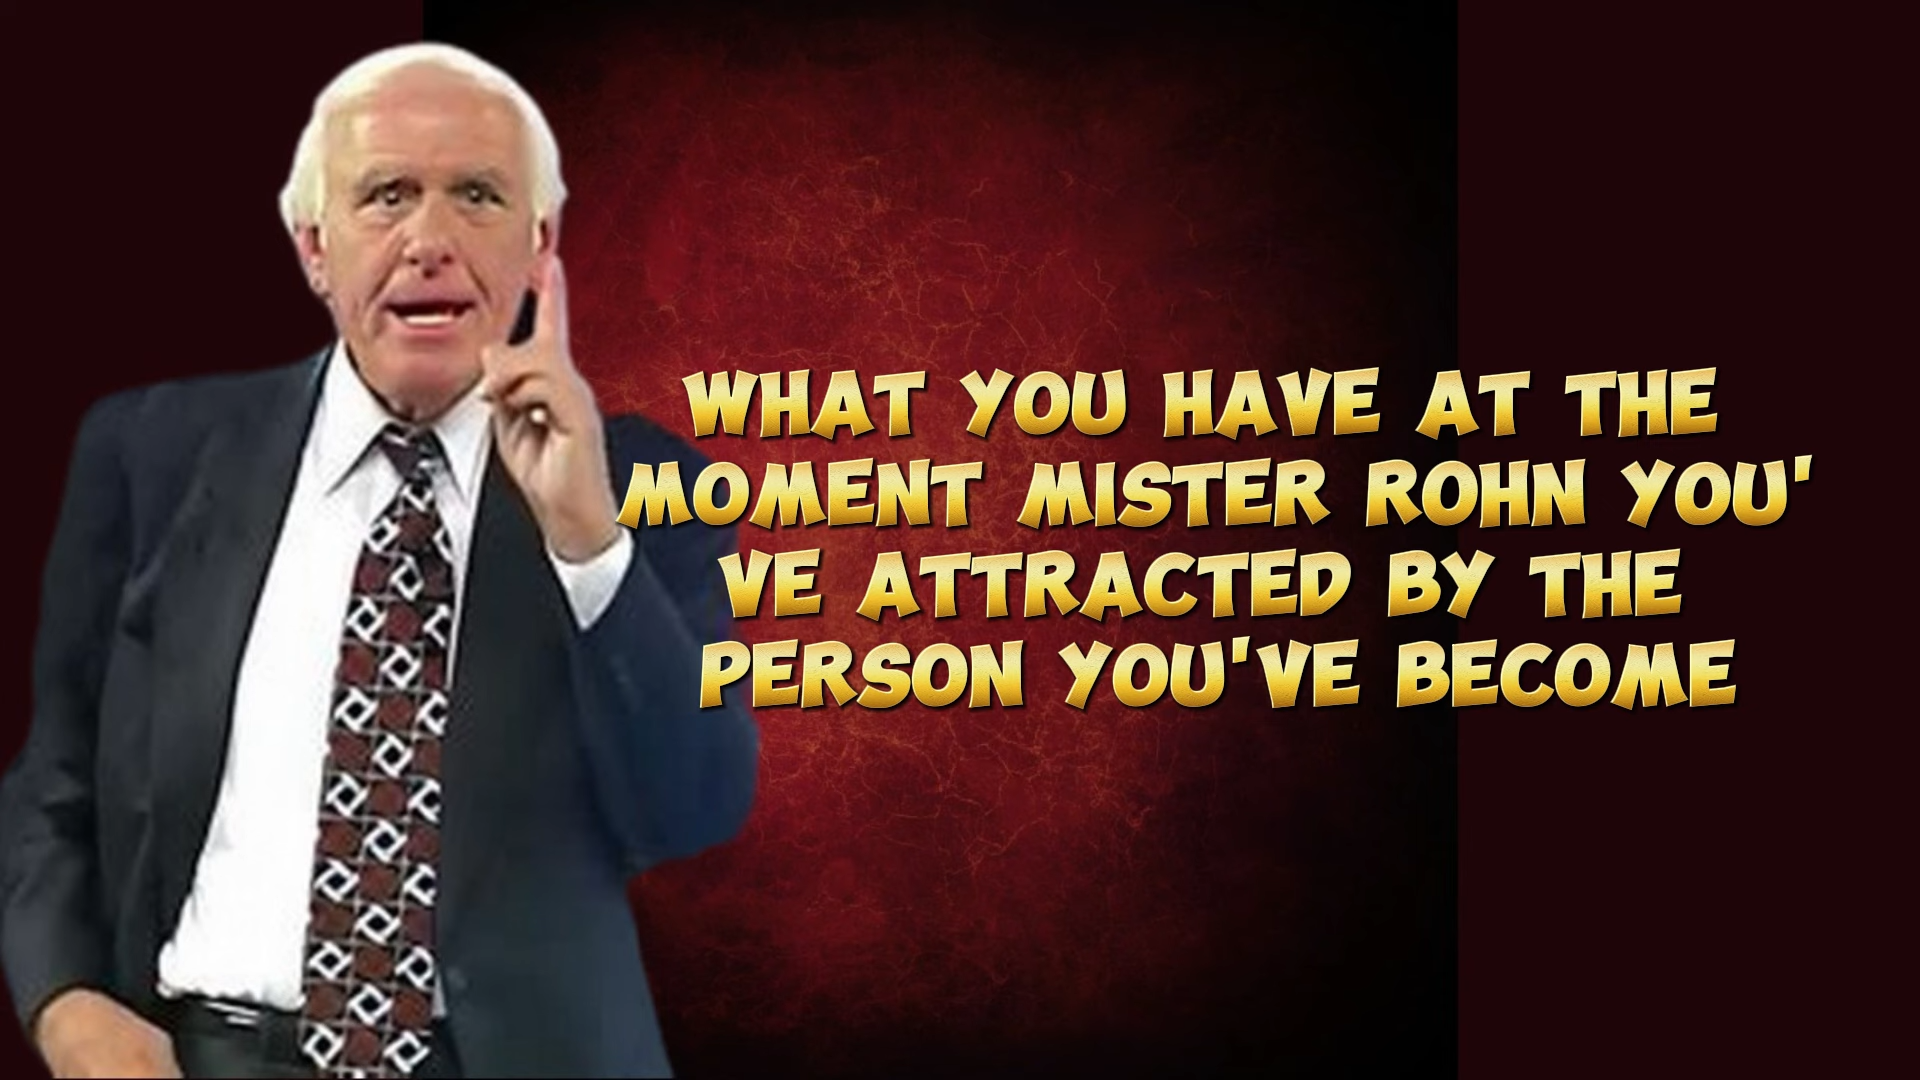 WHAT YOU HAVE AT THE
MOMENT MISTER ROHN YOU'
VE ATTRACTED BY THE
PERSON YOU'VE BECOME